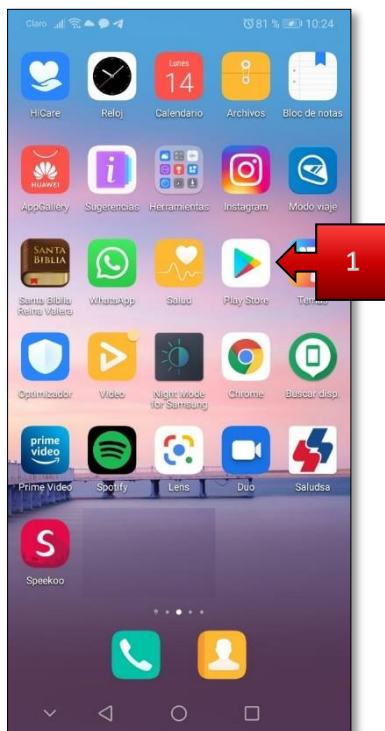 Claro 81 % 10:24
Lunes
14
HiCare Reloj Calendario Archivos Bloc de notas
HUAWEI
AppGallery Sugerencias Herramientas Instagram Modo viaje
1
SANTA
BIBLIA
Santa Biblia
Reina Valera
WhatsApp Salud Play Store Temas
Optimizador Video Night Mode
for Samsung
Chrome Buscar disp.
prime
video
Prime Video Spotify Lens Duo Saludsa
S
Speekoo